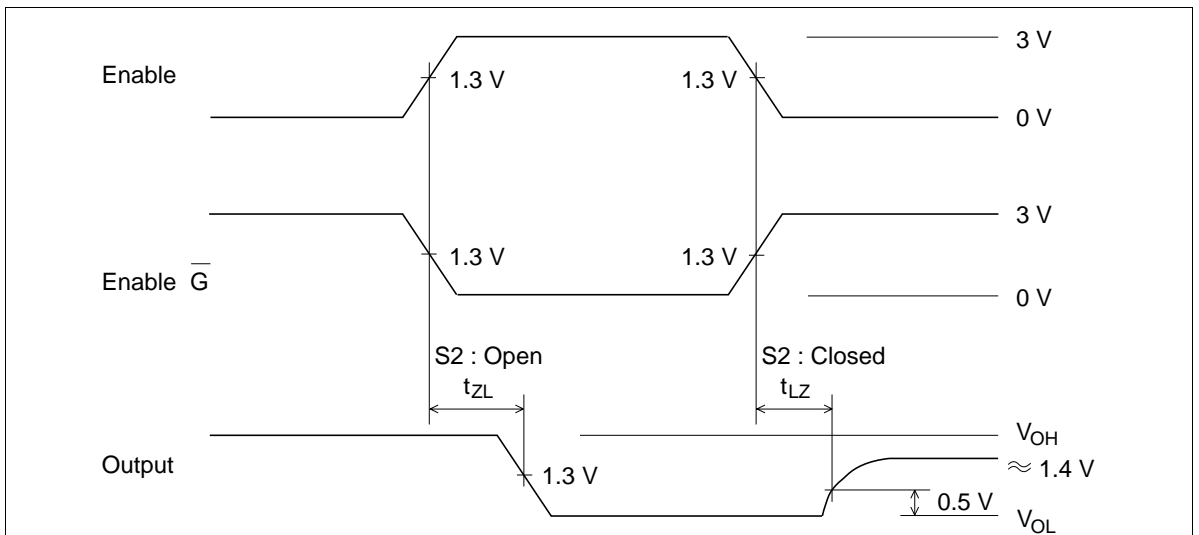 3 V
Enable
1.3 V 1.3 V
0 V
3 V
1.3 V 1.3 V
Enable G̅
0 V
S2 : Open S2 : Closed
tZL tLZ
VOH
Output ≈ 1.4 V
1.3 V
0.5 V
VOL